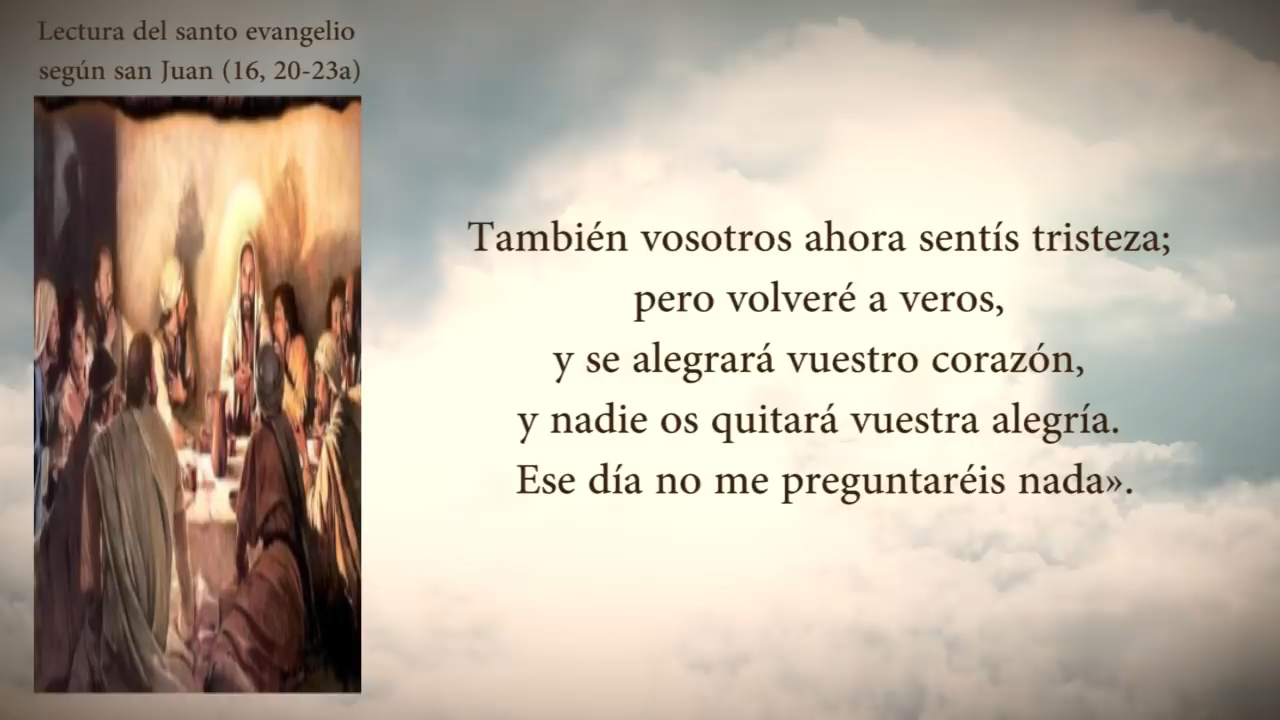 Lectura del santo evangelio
según san Juan (16, 20-23a)
También vosotros ahora sentís tristeza;
pero volveré a veros,
y se alegrará vuestro corazón,
y nadie os quitará vuestra alegría.
Ese día no me preguntaréis nada».